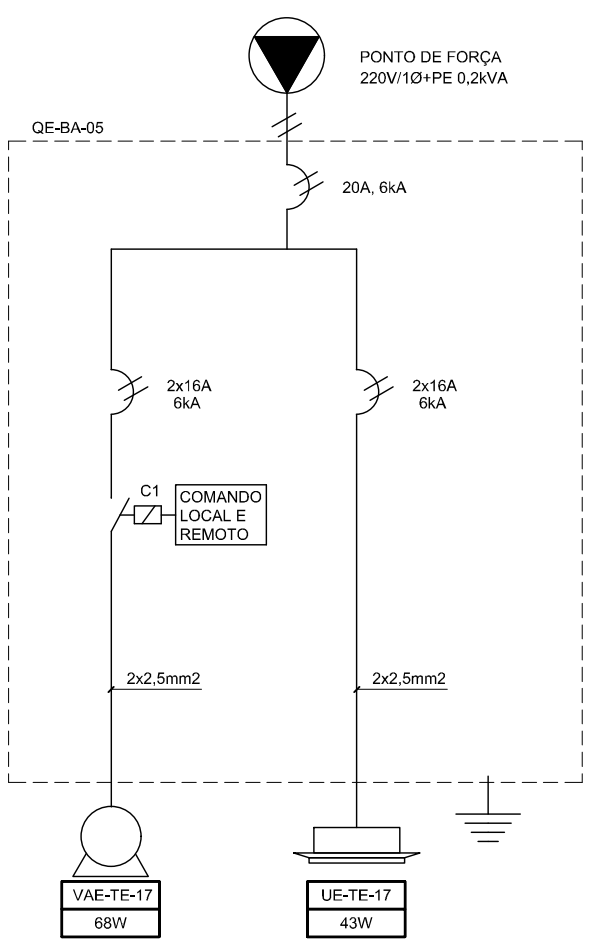 PONTO DE FORÇA
220V/1Ø+PE 0,2kVA
QE-BA-05
20A, 6kA
2x16A
6kA
2x16A
6kA
C1
COMANDO
LOCAL E
REMOTO
2x2,5mm2
2x2,5mm2
VAE-TE-17
68W
UE-TE-17
43W